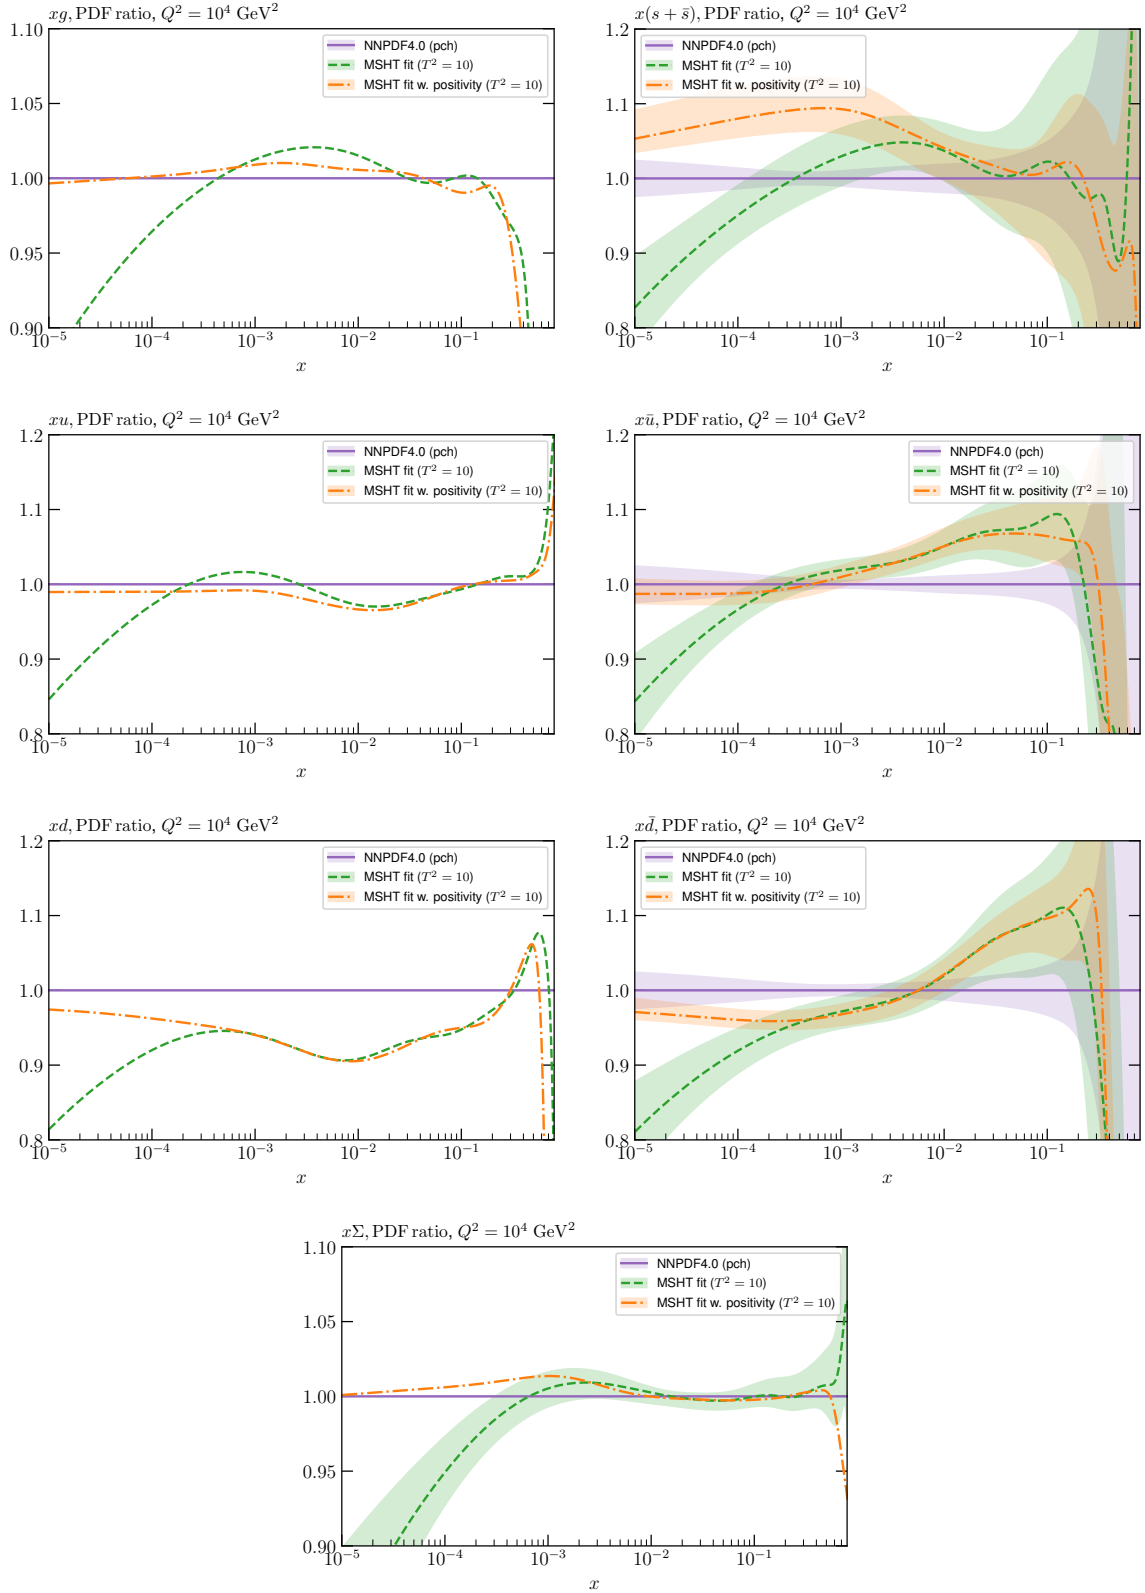 xg, PDF ratio, Q² = 10⁴ GeV²
NNPDF4.0 (pch)
MSHT fit (T² = 10)
MSHT fit w. positivity (T² = 10)
1.10
1.05
1.00
0.95
0.90
10⁻⁵ 10⁻⁴ 10⁻³ 10⁻² 10⁻¹
x
x(s + s̄), PDF ratio, Q² = 10⁴ GeV²
NNPDF4.0 (pch)
MSHT fit (T² = 10)
MSHT fit w. positivity (T² = 10)
1.2
1.1
1.0
0.9
0.8
10⁻⁵ 10⁻⁴ 10⁻³ 10⁻² 10⁻¹
x
xu, PDF ratio, Q² = 10⁴ GeV²
NNPDF4.0 (pch)
MSHT fit (T² = 10)
MSHT fit w. positivity (T² = 10)
1.2
1.1
1.0
0.9
0.8
10⁻⁵ 10⁻⁴ 10⁻³ 10⁻² 10⁻¹
x
xū, PDF ratio, Q² = 10⁴ GeV²
NNPDF4.0 (pch)
MSHT fit (T² = 10)
MSHT fit w. positivity (T² = 10)
1.2
1.1
1.0
0.9
0.8
10⁻⁵ 10⁻⁴ 10⁻³ 10⁻² 10⁻¹
x
xd, PDF ratio, Q² = 10⁴ GeV²
NNPDF4.0 (pch)
MSHT fit (T² = 10)
MSHT fit w. positivity (T² = 10)
1.2
1.1
1.0
0.9
0.8
10⁻⁵ 10⁻⁴ 10⁻³ 10⁻² 10⁻¹
x
xd̄, PDF ratio, Q² = 10⁴ GeV²
NNPDF4.0 (pch)
MSHT fit (T² = 10)
MSHT fit w. positivity (T² = 10)
1.2
1.1
1.0
0.9
0.8
10⁻⁵ 10⁻⁴ 10⁻³ 10⁻² 10⁻¹
x
xΣ, PDF ratio, Q² = 10⁴ GeV²
NNPDF4.0 (pch)
MSHT fit (T² = 10)
MSHT fit w. positivity (T² = 10)
1.10
1.05
1.00
0.95
0.90
10⁻⁵ 10⁻⁴ 10⁻³ 10⁻² 10⁻¹
x